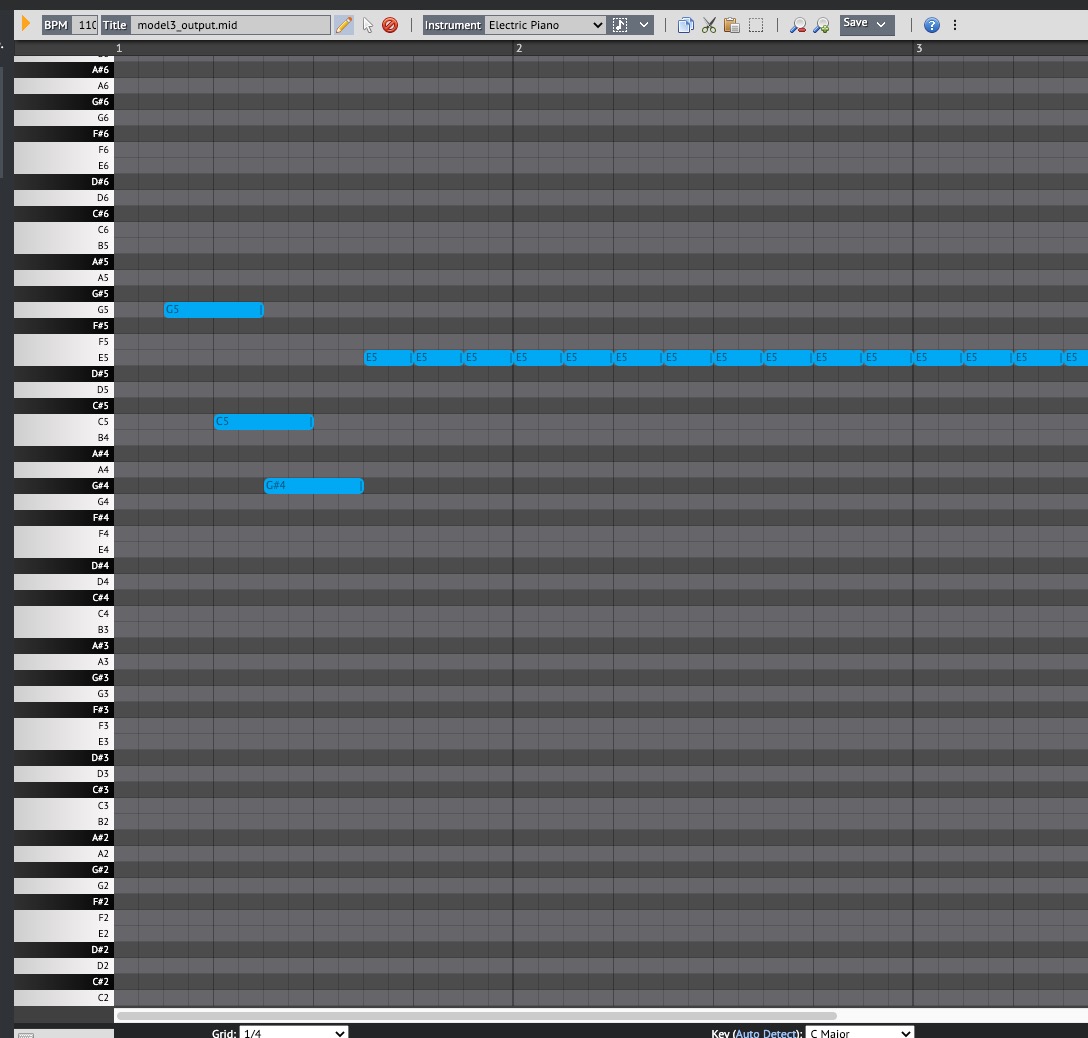 BPM 110 Title model3_output.mid Instrument Electric Piano Save
1 2 3
A#6
A6
G#6
G6
F#6
F6
E6
D#6
D6
C#6
C6
B5
A#5
A5
G#5
G5 G5
F#5
F5
E5 E5 E5 E5 E5 E5 E5 E5 E5 E5 E5 E5 E5 E5 E5 E5
D#5
D5
C#5
C5 C5
B4
A#4
A4
G#4 G#4
G4
F#4
F4
E4
D#4
D4
C#4
C4
B3
A#3
A3
G#3
G3
F#3
F3
E3
D#3
D3
C#3
C3
B2
A#2
A2
G#2
G2
F#2
F2
E2
D#2
D2
C#2
C2
Grid: 1/4 Key (Auto Detect): C Major